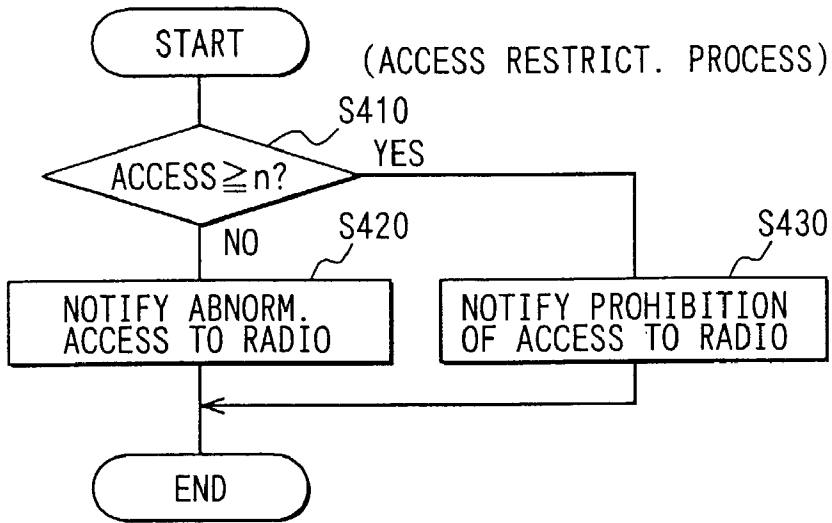 START
(ACCESS RESTRICT. PROCESS)
S410
ACCESS≧n?
YES
NO
S420
S430
NOTIFY ABNORM.
ACCESS TO RADIO
NOTIFY PROHIBITION
OF ACCESS TO RADIO
END